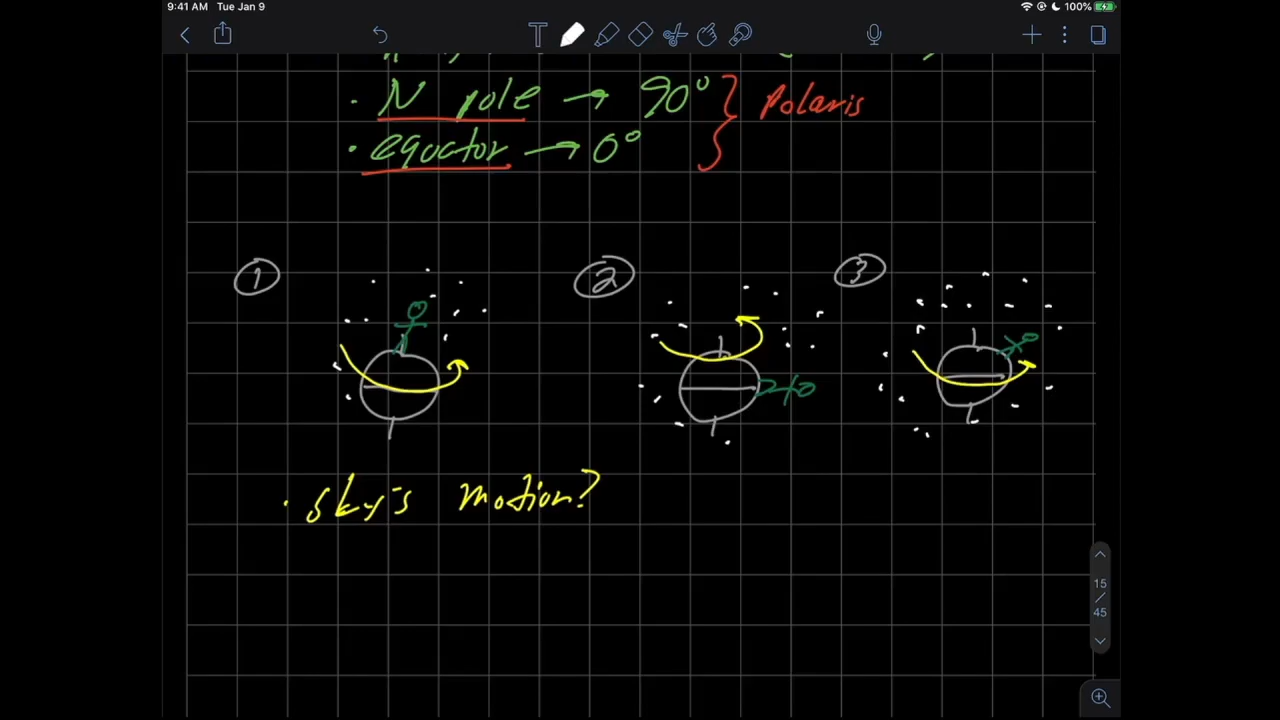 9:41 AM Tue Jan 9
100%
T
· N pole → 90° } Polaris
· equator → 0°
① ② ③
· sky's motion?
15
/
45